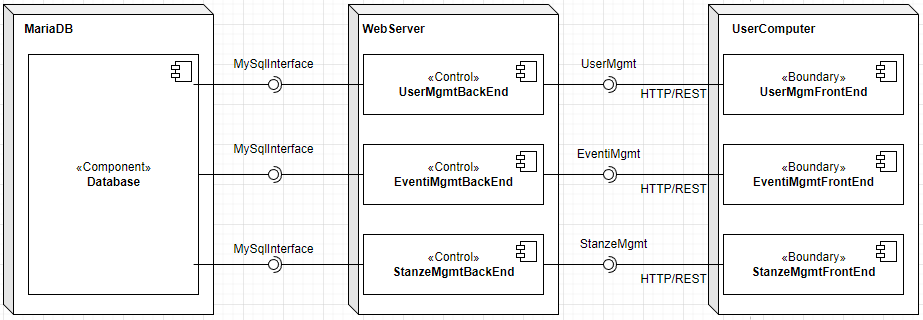 MariaDB
WebServer
UserComputer
MySqlInterface
UserMgmt
«Control»
UserMgmtBackEnd
«Boundary»
UserMgmFrontEnd
HTTP/REST
MySqlInterface
EventiMgmt
«Component»
Database
«Control»
EventiMgmtBackEnd
«Boundary»
EventiMgmtFrontEnd
HTTP/REST
MySqlInterface
StanzeMgmt
«Control»
StanzeMgmtBackEnd
«Boundary»
StanzeMgmtFrontEnd
HTTP/REST